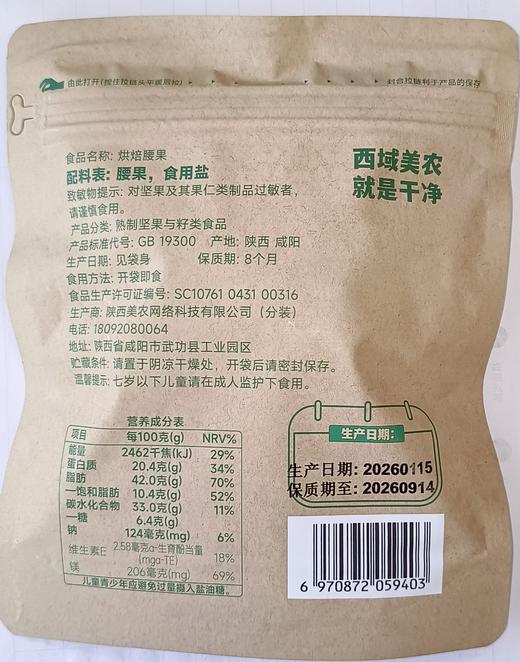 由此打开(捏住拉链头平撕后拉)
封合拉链利于产品的保存
食品名称: 烘焙腰果
配料表: 腰果，食用盐
致敏物提示: 对坚果及其果仁类制品过敏者，
请谨慎食用。
产品分类: 熟制坚果与籽类食品
产品标准代号: GB 19300 产地: 陕西 咸阳
生产日期: 见袋身 保质期: 8个月
食用方法: 开袋即食
食品生产许可证编号: SC10761 0431 00316
生产商: 陕西美农网络科技有限公司（分装）
电话: 18092080064
地址: 陕西省咸阳市武功县工业园区
贮藏条件: 请置于阴凉干燥处，开袋后请密封保存。
温馨提示: 七岁以下儿童请在成人监护下食用。
西域美农
就是干净
营养成分表
项目 每100克(g) NRV%
能量 2462千焦(kJ) 29%
蛋白质 20.4克(g) 34%
脂肪 42.0克(g) 70%
—饱和脂肪 10.4克(g) 52%
碳水化合物 33.0克(g) 11%
—糖 6.4克(g)
钠 124毫克(mg) 6%
维生素E 2.58毫克α-生育酚当量(mgα-TE) 18%
镁 206毫克(mg) 69%
儿童青少年应避免过量摄入盐油糖。
生产日期:
生产日期: 20260115
保质期至: 20260914
6 970872 059403